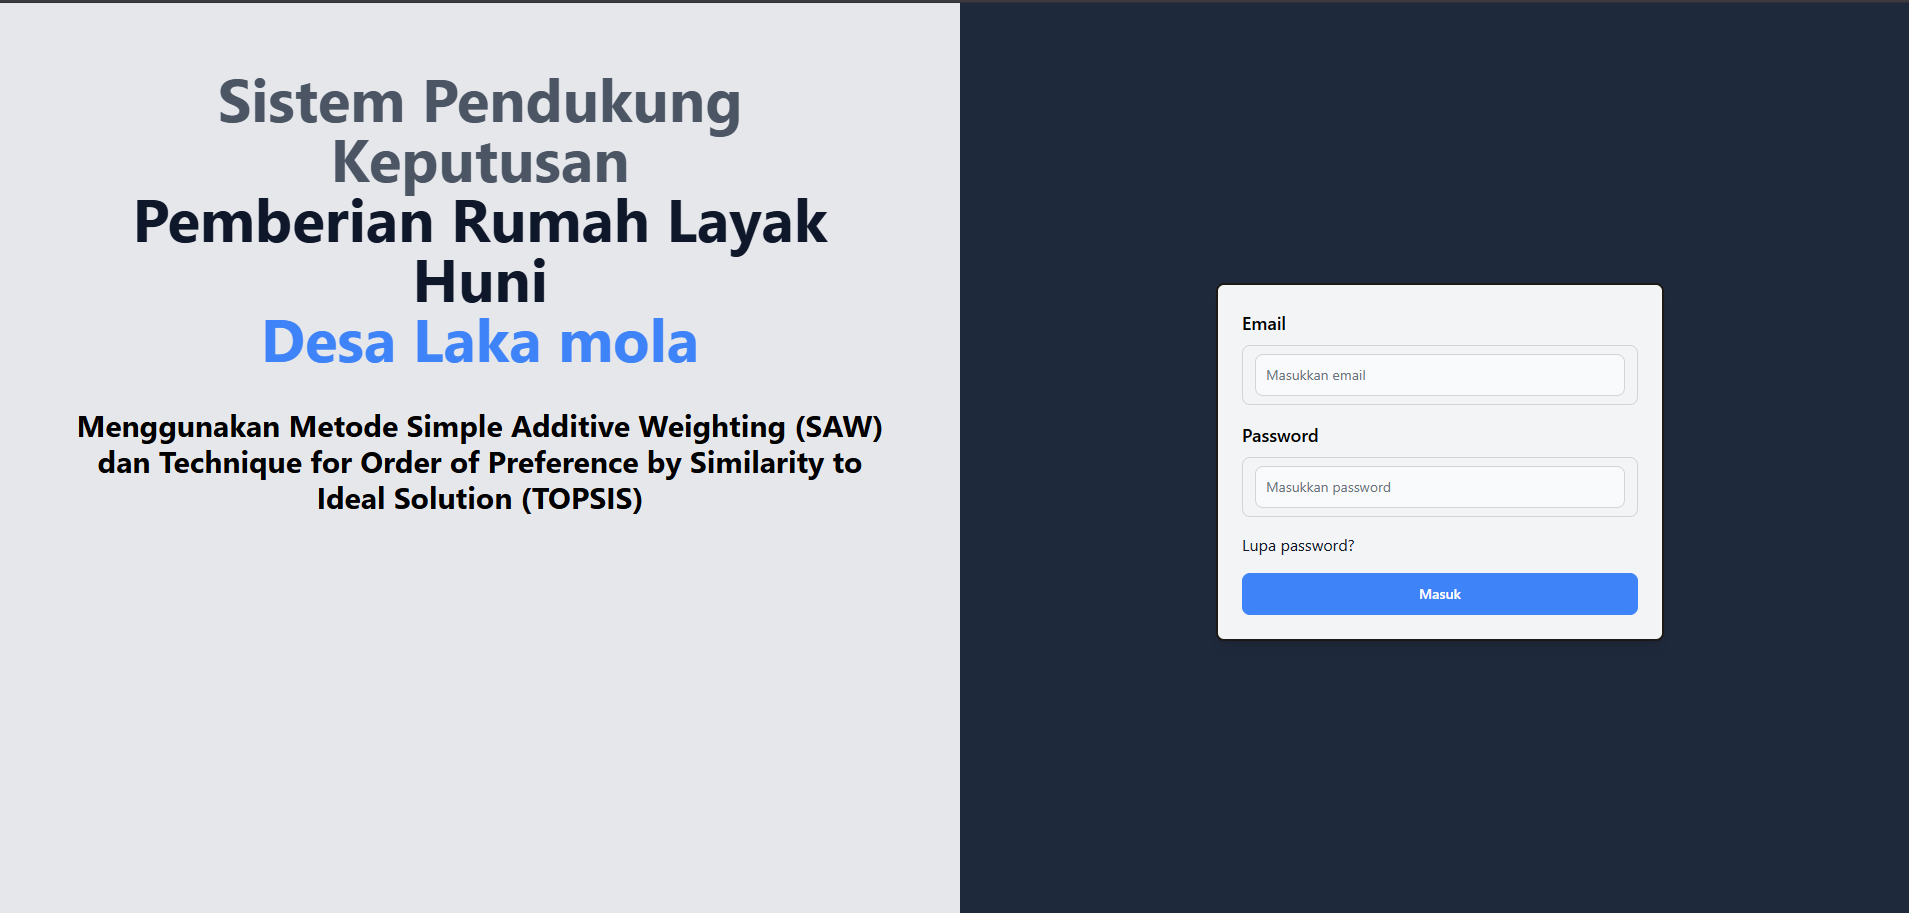 Sistem Pendukung
Keputusan
Pemberian Rumah Layak
Huni
Desa Laka mola
Menggunakan Metode Simple Additive Weighting (SAW)
dan Technique for Order of Preference by Similarity to
Ideal Solution (TOPSIS)
Email
Masukkan email
Password
Masukkan password
Lupa password?
Masuk